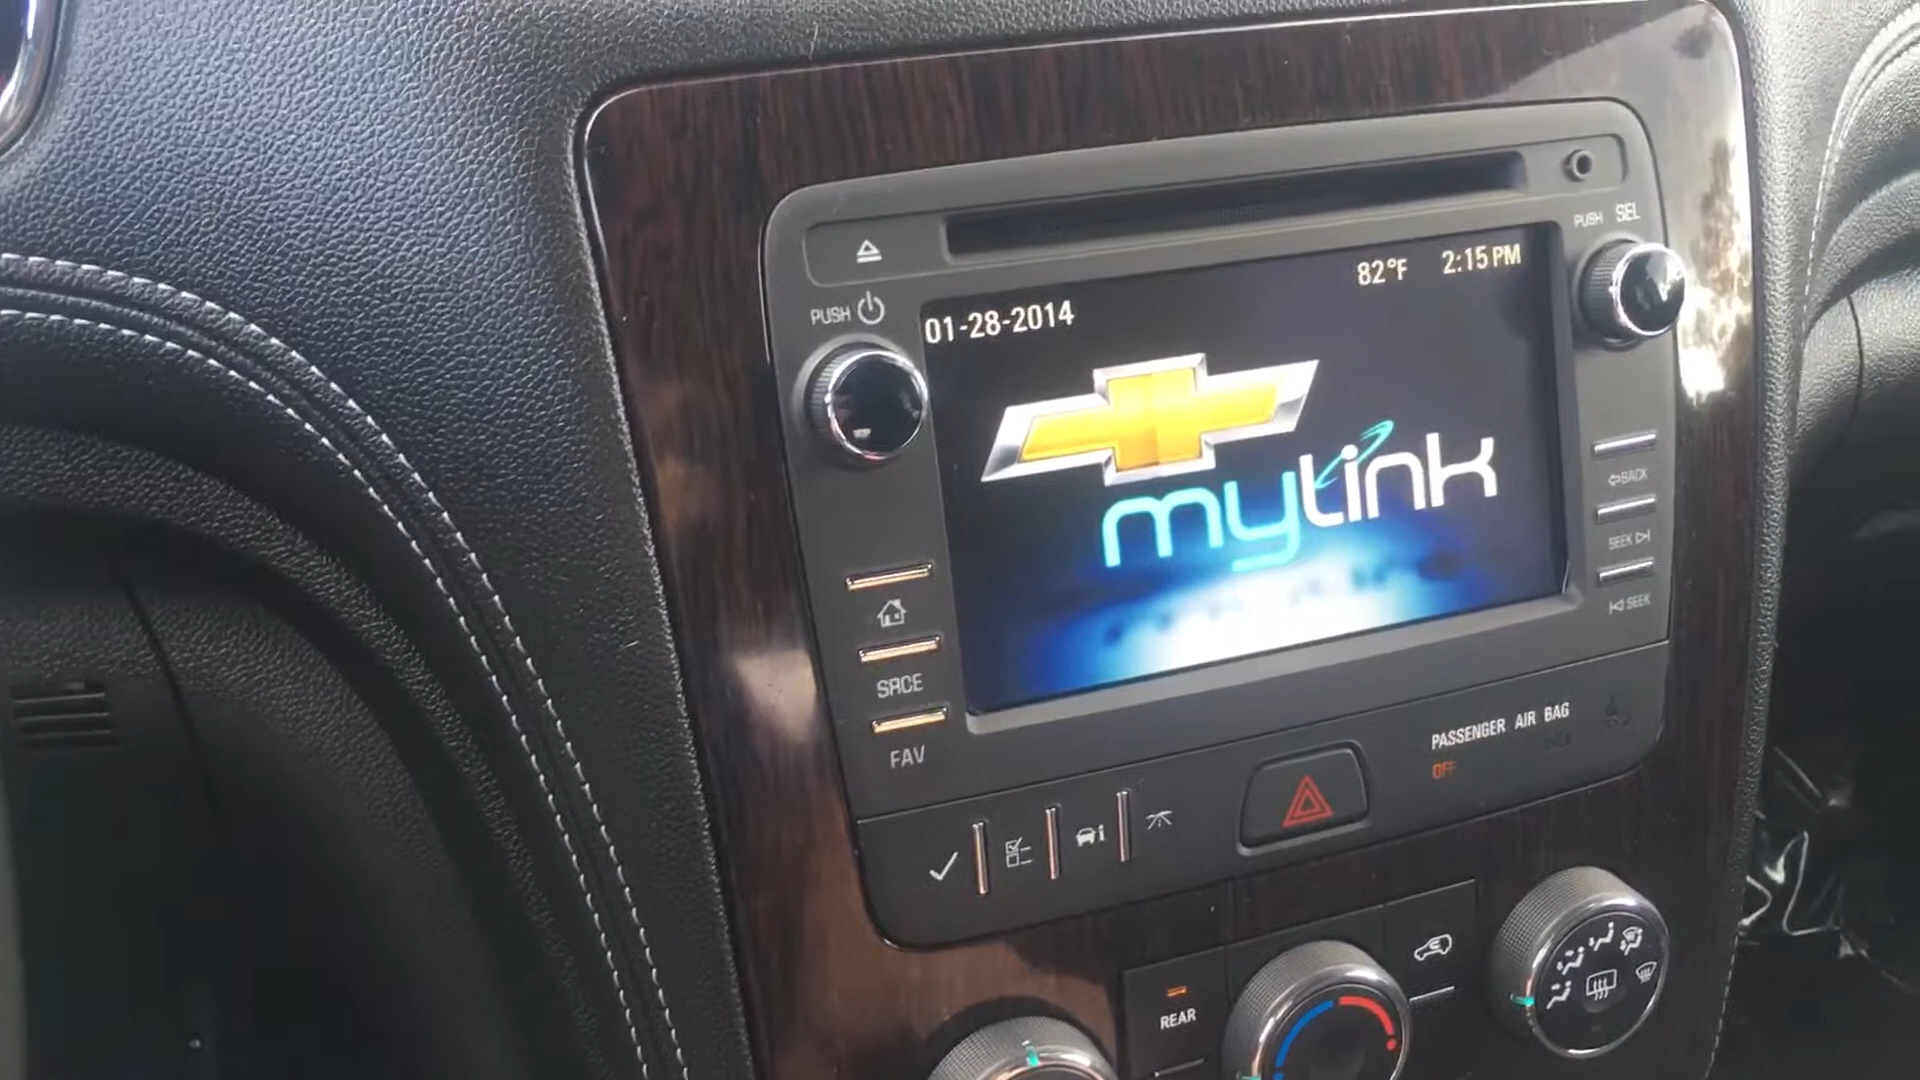 PUSH SEL
82°F 2:15 PM
PUSH
01-28-2014
mylink
BACK
SEEK
SEEK
SRCE
FAV
PASSENGER AIR BAG
OFF
i
REAR